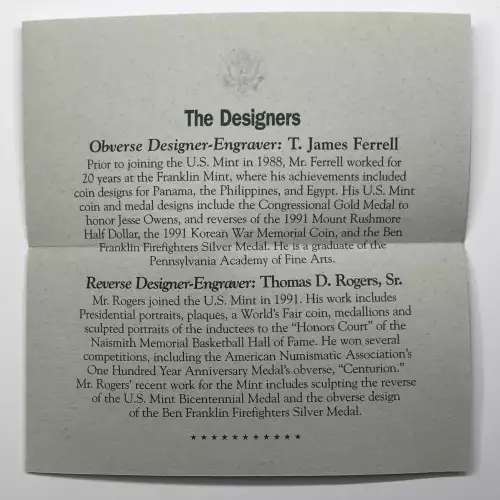 The Designers
Obverse Designer-Engraver: T. James Ferrell
Prior to joining the U.S. Mint in 1988, Mr. Ferrell worked for
20 years at the Franklin Mint, where his achievements included
coin designs for Panama, the Philippines, and Egypt. His U.S. Mint
coin and medal designs include the Congressional Gold Medal to
honor Jesse Owens, and reverses of the 1991 Mount Rushmore
Half Dollar, the 1991 Korean War Memorial Coin, and the Ben
Franklin Firefighters Silver Medal. He is a graduate of the
Pennsylvania Academy of Fine Arts.
Reverse Designer-Engraver: Thomas D. Rogers, Sr.
Mr. Rogers joined the U.S. Mint in 1991. His work includes
Presidential portraits, plaques, a World's Fair coin, medallions and
sculpted portraits of the inductees to the "Honors Court" of the
Naismith Memorial Basketball Hall of Fame. He won several
competitions, including the American Numismatic Association's
One Hundred Year Anniversary Medal's obverse, "Centurion."
Mr. Rogers' recent work for the Mint includes sculpting the reverse
of the U.S. Mint Bicentennial Medal and the obverse design
of the Ben Franklin Firefighters Silver Medal.